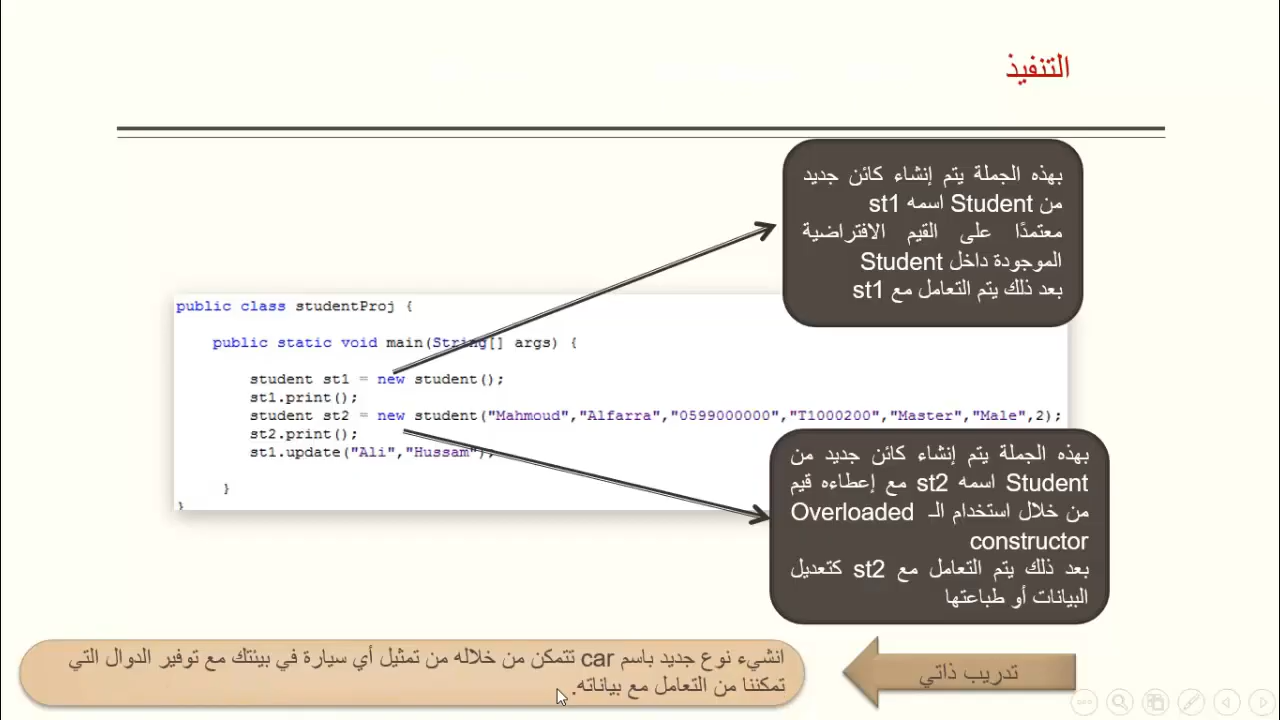 التنفيذ
بهذه الجملة يتم إنشاء كائن جديد
من Student اسمه st1
معتمدًا على القيم الافتراضية
الموجودة داخل Student
بعد ذلك يتم التعامل مع st1
public class studentProj {
public static void main(String[] args) {
student st1 = new student();
st1.print();
student st2 = new student("Mahmoud","Alfarra","0599000000","T1000200","Master","Male",2);
st2.print();
st1.update("Ali","Hussam");
}
}
بهذه الجملة يتم إنشاء كائن جديد من
Student اسمه st2 مع إعطاءه قيم
من خلال استخدام الـ Overloaded
constructor
بعد ذلك يتم التعامل مع st2 كتعديل
البيانات أو طباعتها
تدريب ذاتي
انشيء نوع جديد باسم car تتمكن من خلاله من تمثيل أي سيارة في بيئتك مع توفير الدوال التي
تمكننا من التعامل مع بياناته.